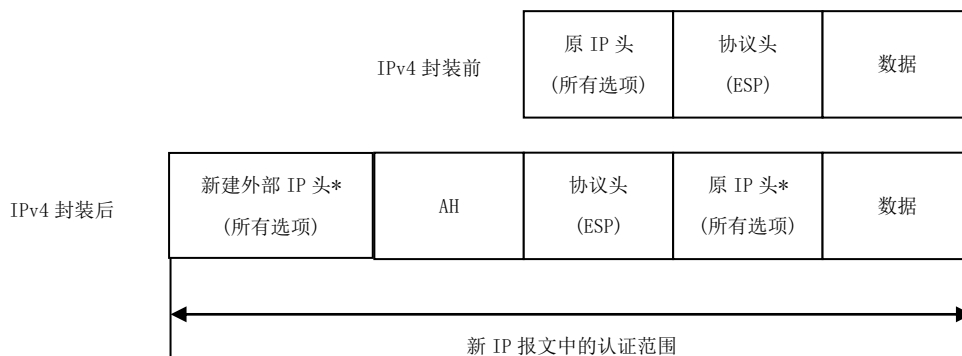 IPv4 封装前
原 IP 头
(所有选项)
协议头
(ESP)
数据
IPv4 封装后
新建外部 IP 头*
(所有选项)
AH
协议头
(ESP)
原 IP 头*
(所有选项)
数据
新 IP 报文中的认证范围